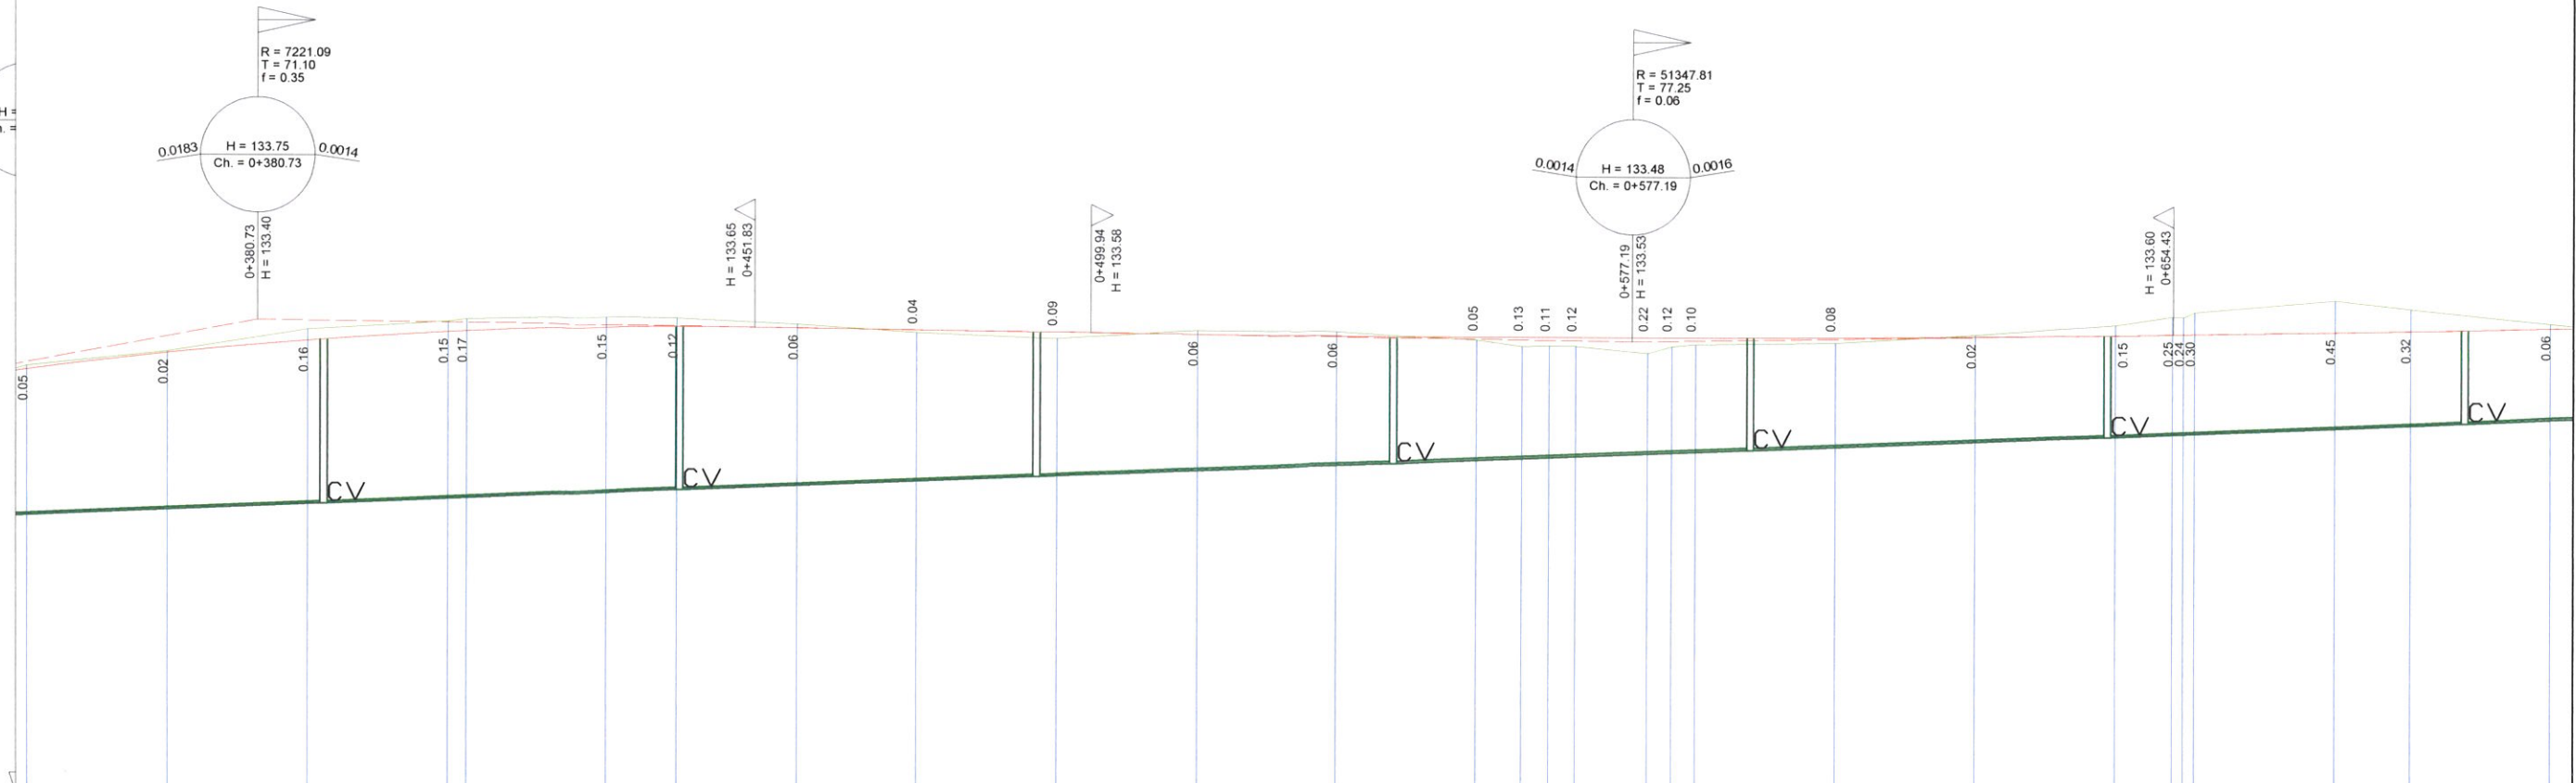 R = 7221.09
T = 71.10
f = 0.35
0.0183
H = 133.75
0.0014
Ch. = 0+380.73
0+380.73
H = 133.40
H = 133.65
0+451.83
0+499.94
H = 133.58
R = 51347.81
T = 77.25
f = 0.06
0.0014
H = 133.48
0.0016
Ch. = 0+577.19
0+577.19
H = 133.53
H = 133.60
0+654.43
H =
0.05
0.02
0.16
0.15
0.17
0.15
0.12
0.06
0.04
0.09
0.06
0.06
0.05
0.13
0.11
0.12
0.22
0.12
0.10
0.08
0.02
0.15
0.25
0.24
0.30
0.45
0.32
0.06
CV
CV
CV
CV
CV
CV